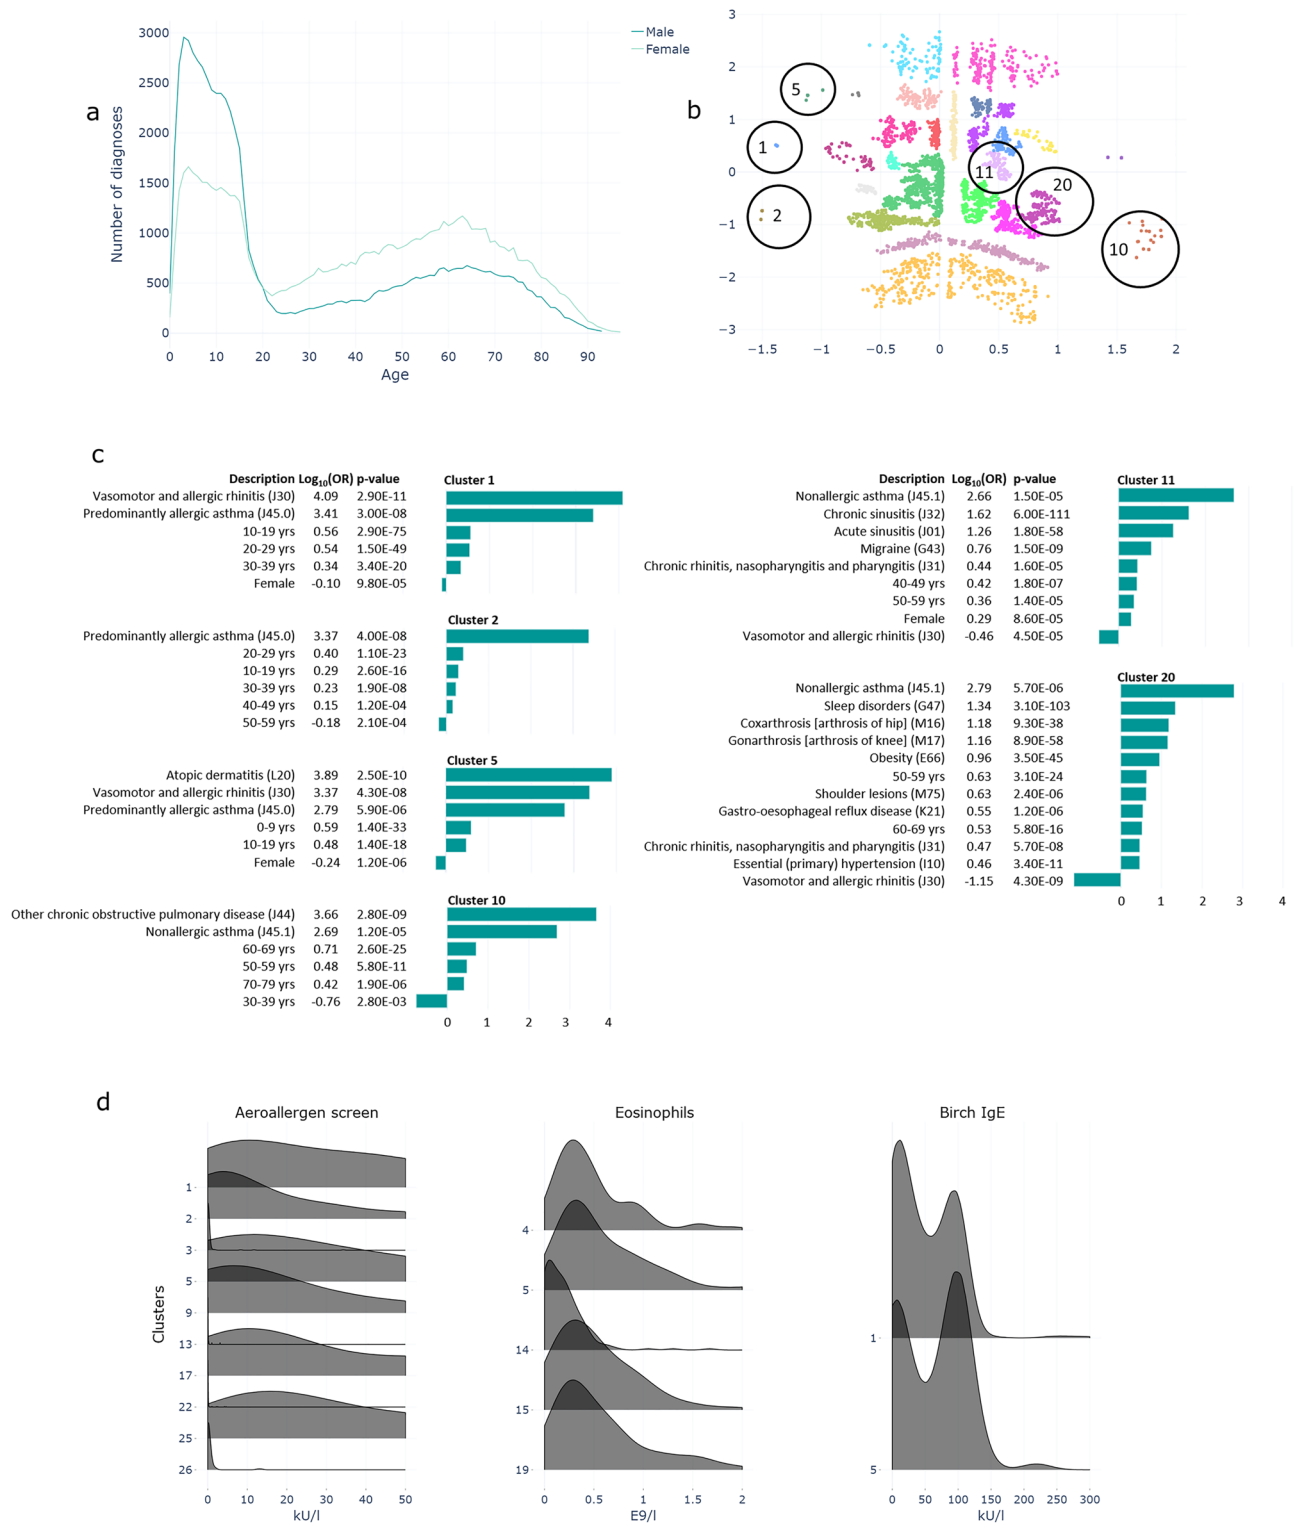 a
3000
2500
2000
1500
1000
500
0
Number of diagnoses
0 10 20 30 40 50 60 70 80 90
Age
Male
Female
b
3
2
1
0
−1
−2
−3
−1.5 −1 −0.5 0 0.5 1 1.5 2
5
1
2
11
20
10
c
Description Log10(OR) p-value Cluster 1
Vasomotor and allergic rhinitis (J30) 4.09 2.90E-11
Predominantly allergic asthma (J45.0) 3.41 3.00E-08
10-19 yrs 0.56 2.90E-75
20-29 yrs 0.54 1.50E-49
30-39 yrs 0.34 3.40E-20
Female -0.10 9.80E-05
Cluster 2
Predominantly allergic asthma (J45.0) 3.37 4.00E-08
20-29 yrs 0.40 1.10E-23
10-19 yrs 0.29 2.60E-16
30-39 yrs 0.23 1.90E-08
40-49 yrs 0.15 1.20E-04
50-59 yrs -0.18 2.10E-04
Cluster 5
Atopic dermatitis (L20) 3.89 2.50E-10
Vasomotor and allergic rhinitis (J30) 3.37 4.30E-08
Predominantly allergic asthma (J45.0) 2.79 5.90E-06
0-9 yrs 0.59 1.40E-33
10-19 yrs 0.48 1.40E-18
Female -0.24 1.20E-06
Cluster 10
Other chronic obstructive pulmonary disease (J44) 3.66 2.80E-09
Nonallergic asthma (J45.1) 2.69 1.20E-05
60-69 yrs 0.71 2.60E-25
50-59 yrs 0.48 5.80E-11
70-79 yrs 0.42 1.90E-06
30-39 yrs -0.76 2.80E-03
0 1 2 3 4
Description Log10(OR) p-value Cluster 11
Nonallergic asthma (J45.1) 2.66 1.50E-05
Chronic sinusitis (J32) 1.62 6.00E-111
Acute sinusitis (J01) 1.26 1.80E-58
Migraine (G43) 0.76 1.50E-09
Chronic rhinitis, nasopharyngitis and pharyngitis (J31) 0.44 1.60E-05
40-49 yrs 0.42 1.80E-07
50-59 yrs 0.36 1.40E-05
Female 0.29 8.60E-05
Vasomotor and allergic rhinitis (J30) -0.46 4.50E-05
Cluster 20
Nonallergic asthma (J45.1) 2.79 5.70E-06
Sleep disorders (G47) 1.34 3.10E-103
Coxarthrosis [arthrosis of hip] (M16) 1.18 9.30E-38
Gonarthrosis [arthrosis of knee] (M17) 1.16 8.90E-58
Obesity (E66) 0.96 3.50E-45
50-59 yrs 0.63 3.10E-24
Shoulder lesions (M75) 0.63 2.40E-06
Gastro-oesophageal reflux disease (K21) 0.55 1.20E-06
60-69 yrs 0.53 5.80E-16
Chronic rhinitis, nasopharyngitis and pharyngitis (J31) 0.47 5.70E-08
Essential (primary) hypertension (I10) 0.46 3.40E-11
Vasomotor and allergic rhinitis (J30) -1.15 4.30E-09
0 1 2 3 4
d
Aeroallergen screen
Clusters
1
2
3
5
9
13
17
22
25
26
0 10 20 30 40 50
kU/l
Eosinophils
4
5
14
15
19
0 0.5 1 1.5 2
E9/l
Birch IgE
1
5
0 50 100 150 200 250 300
kU/l